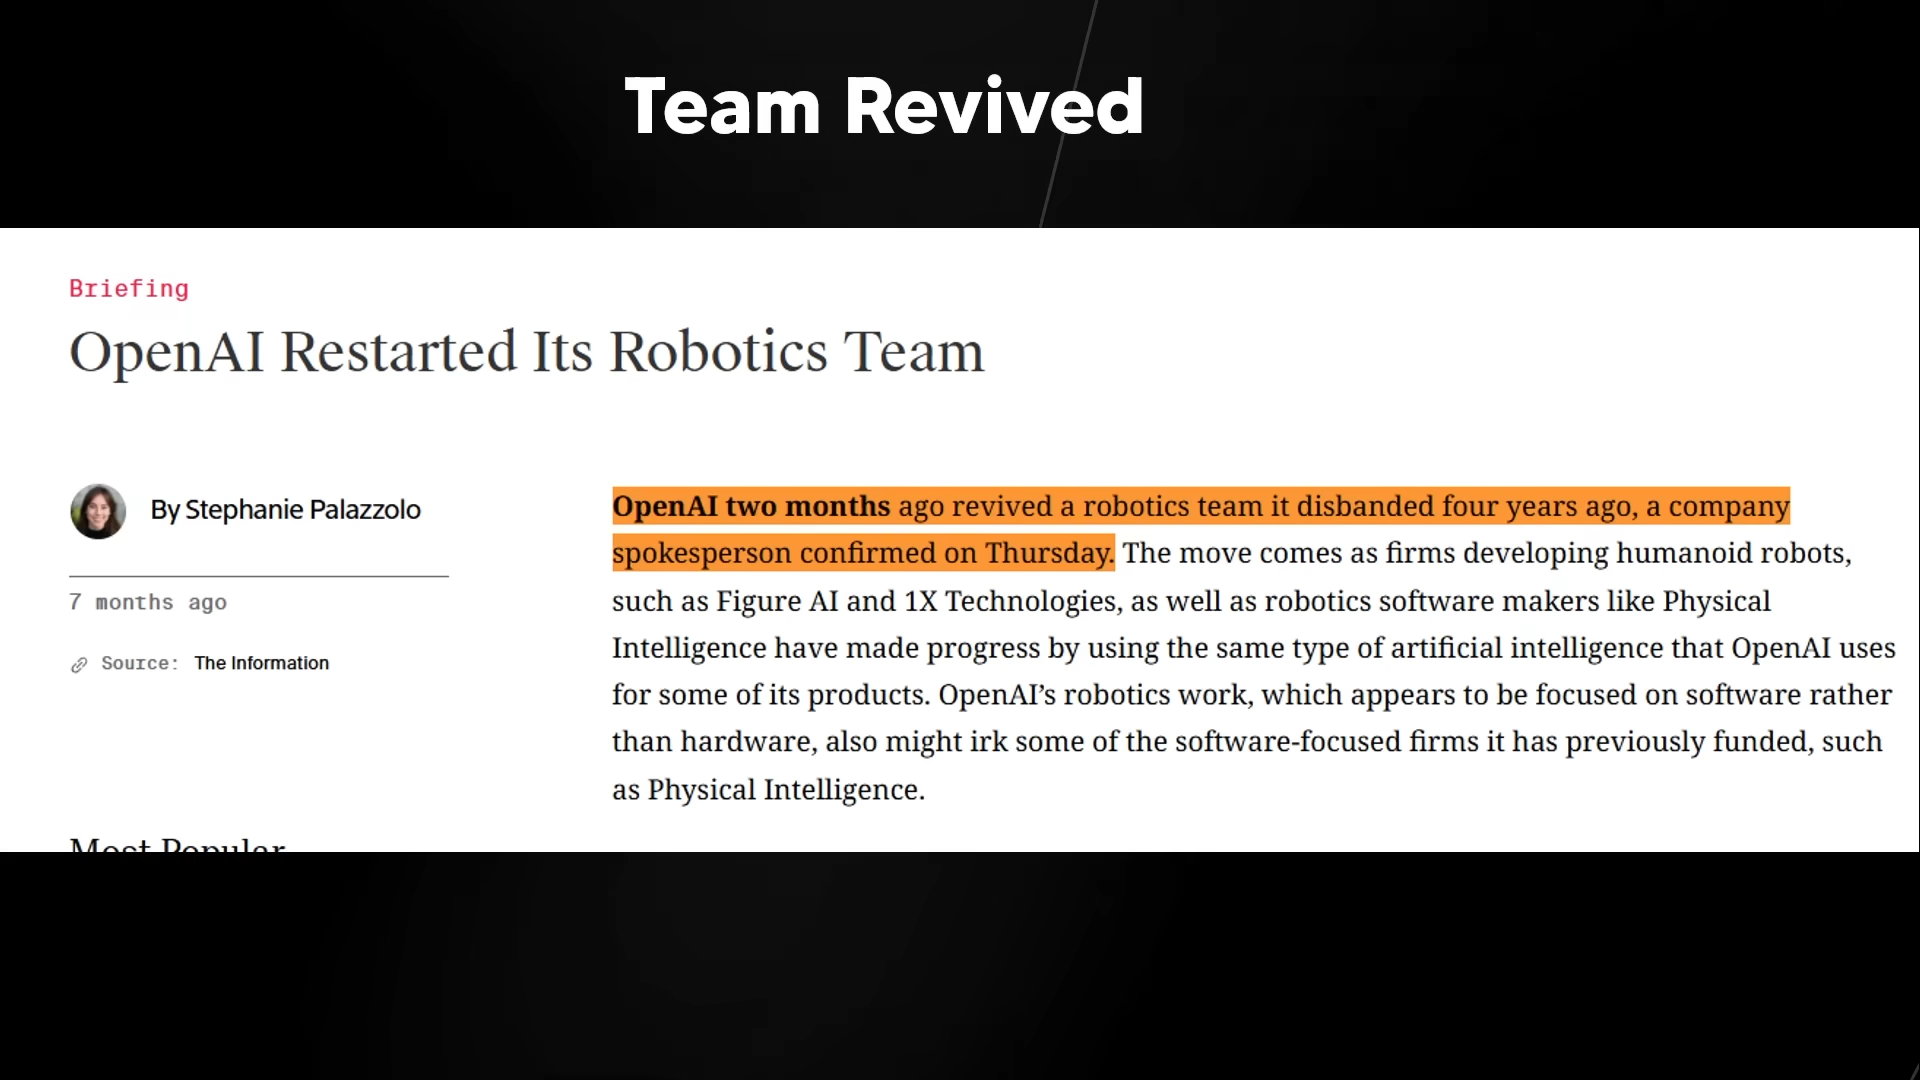 Team Revived
Briefing
OpenAI Restarted Its Robotics Team
By Stephanie Palazzolo
7 months ago
Source: The Information
OpenAI two months ago revived a robotics team it disbanded four years ago, a company
spokesperson confirmed on Thursday. The move comes as firms developing humanoid robots,
such as Figure AI and 1X Technologies, as well as robotics software makers like Physical
Intelligence have made progress by using the same type of artificial intelligence that OpenAI uses
for some of its products. OpenAI’s robotics work, which appears to be focused on software rather
than hardware, also might irk some of the software-focused firms it has previously funded, such
as Physical Intelligence.
Most Popular